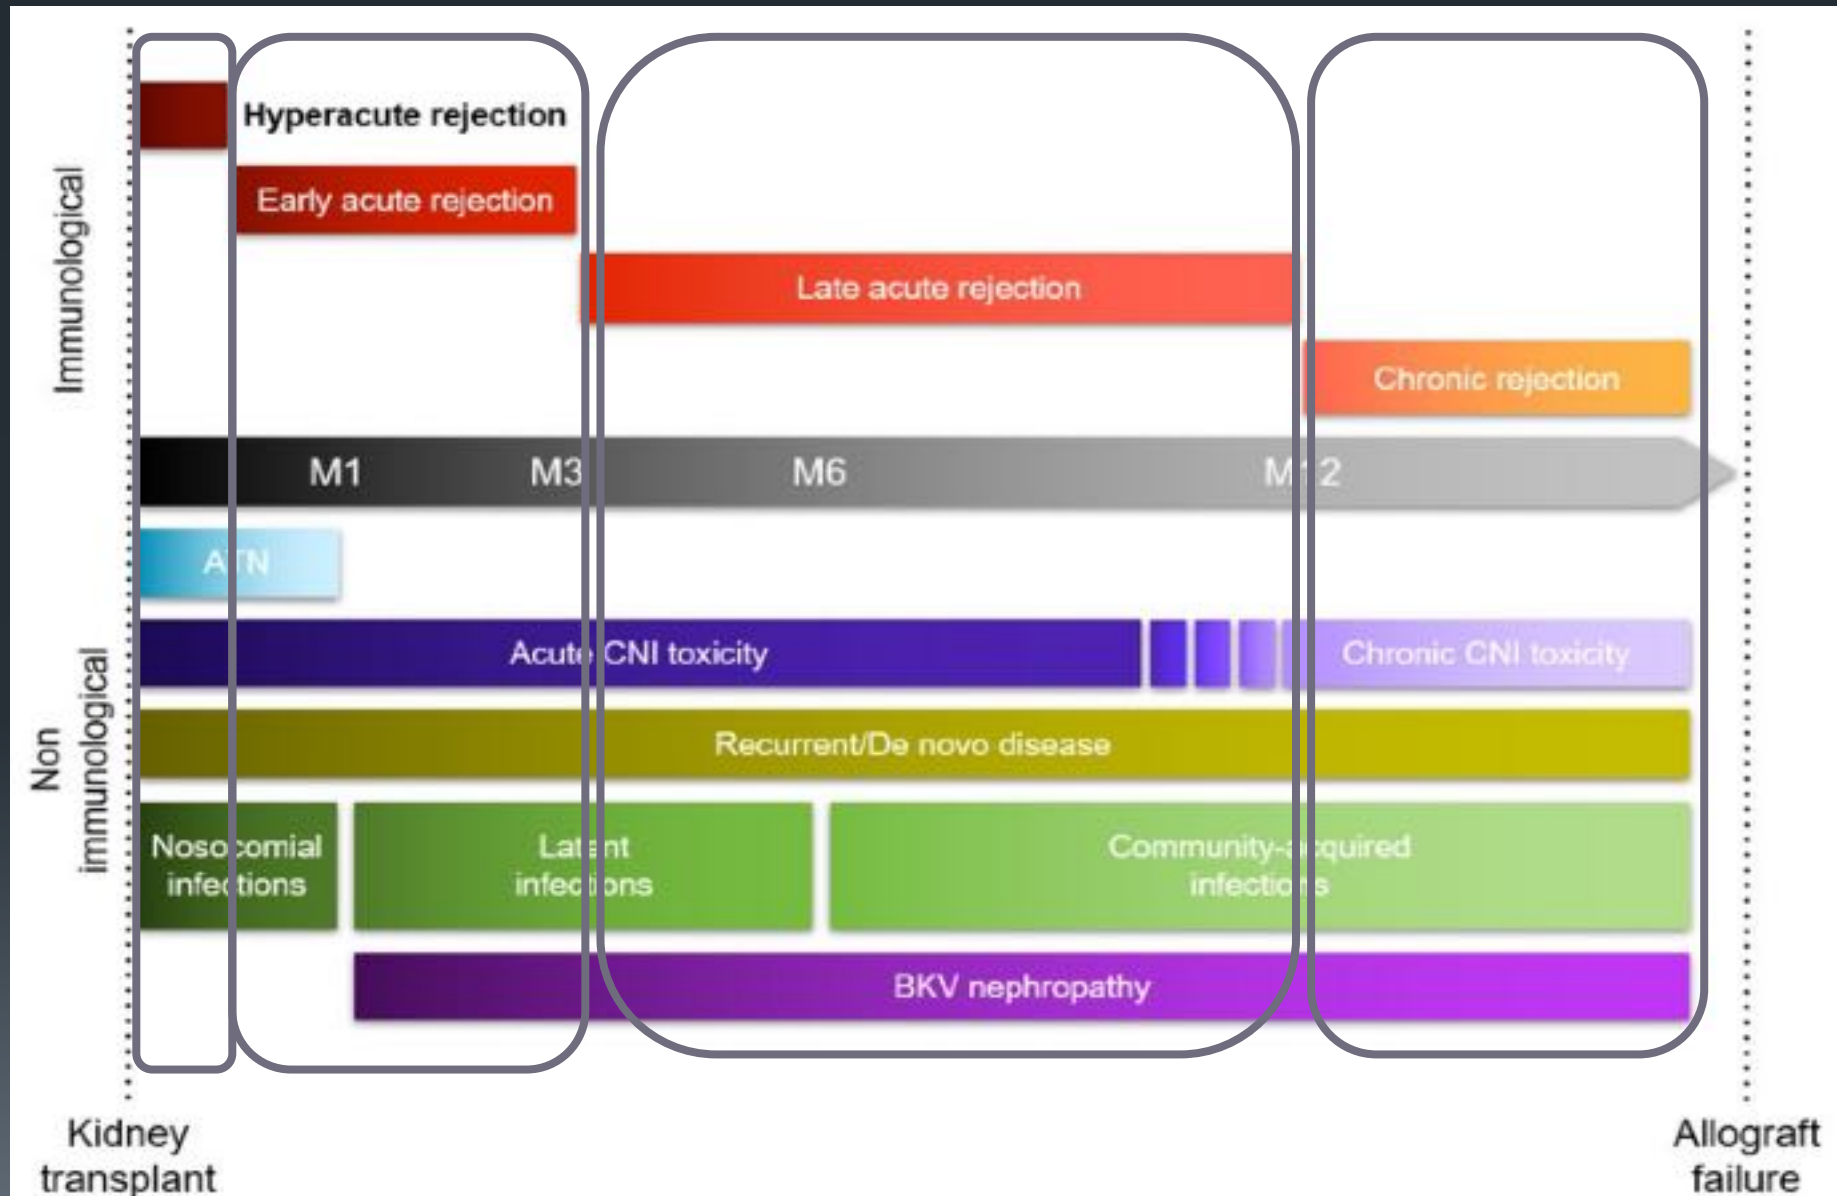 Hyperacute rejection
Early acute rejection
Late acute rejection
Chronic rejection
Immunological
M1 M3 M6 M12
ATN
Acute CNI toxicity Chronic CNI toxicity
Recurrent/De novo disease
Non
immunological
Nosocomial
infections
Latent
infections
Community-acquired
infections
BKV nephropathy
Kidney
transplant
Allograft
failure